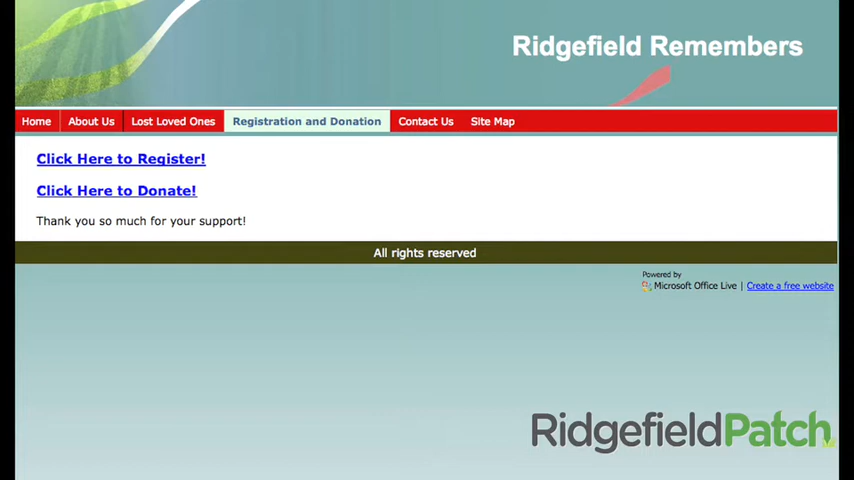 Ridgefield Remembers
Home About Us Lost Loved Ones Registration and Donation Contact Us Site Map
Click Here to Register!
Click Here to Donate!
Thank you so much for your support!
All rights reserved
Powered by
Microsoft Office Live | Create a free website
RidgefieldPatch